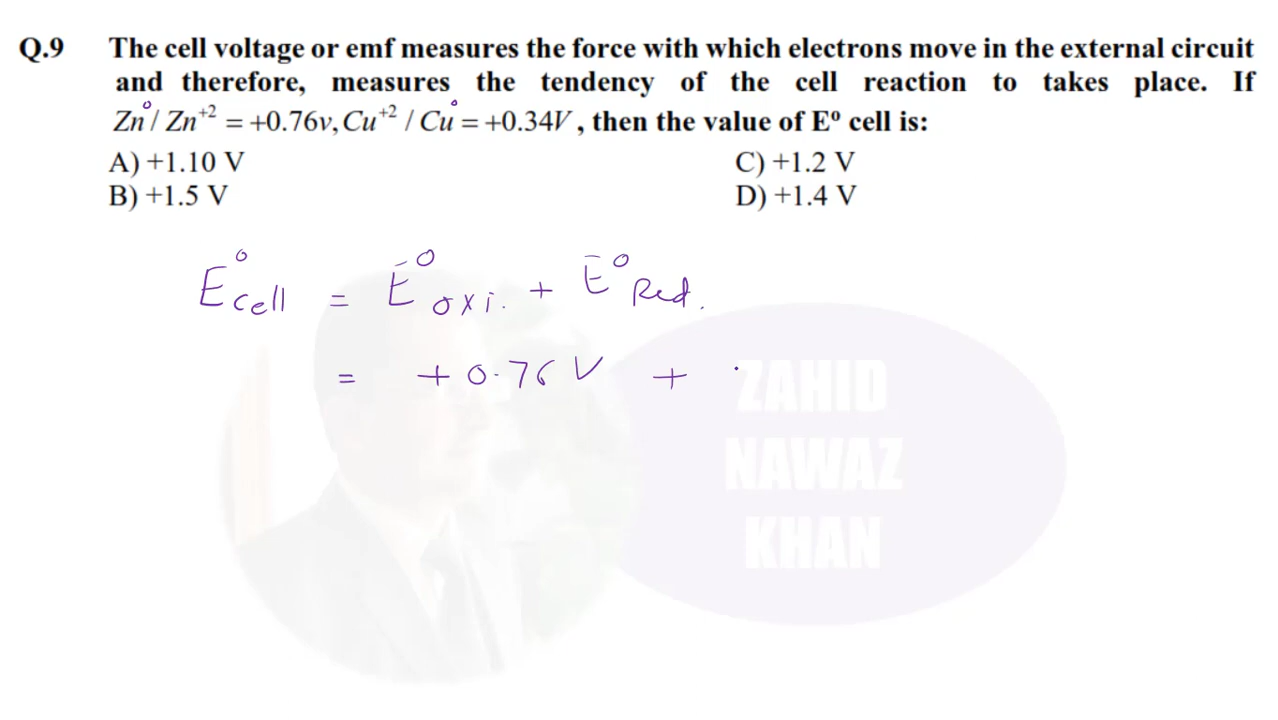 Q.9 The cell voltage or emf measures the force with which electrons move in the external circuit
and therefore, measures the tendency of the cell reaction to takes place. If
Zn° / Zn⁺² = +0.76v, Cu⁺² / Cu° = +0.34V, then the value of Eº cell is:
A) +1.10 V C) +1.2 V
B) +1.5 V D) +1.4 V
E°cell = E°oxi. + E°Red.
= +0.76 V +
ZAHID
NAWAZ
KHAN